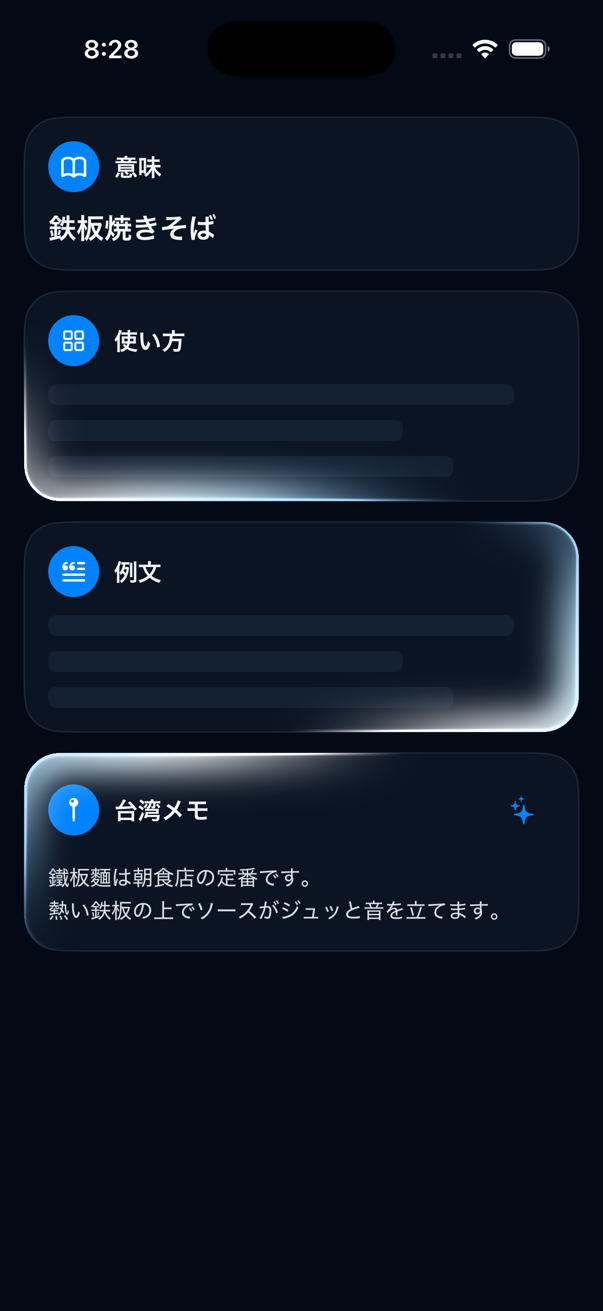 8:28
意味
鉄板焼きそば
使い方
例文
台湾メモ
鐵板麵は朝食店の定番です。
熱い鉄板の上でソースがジュッと音を立てます。